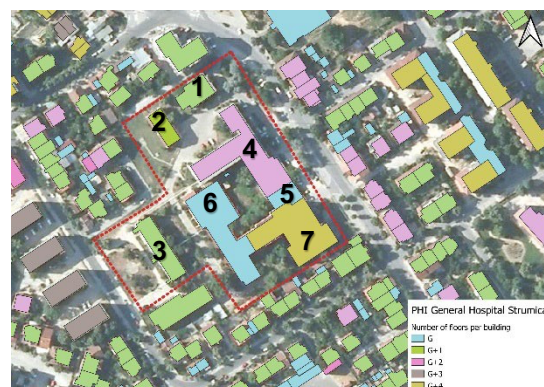 1
2
4
5
6
3
7
PHI General Hospital Strumica
Number of floors per building
G
G+1
G+2
G+3
G+4